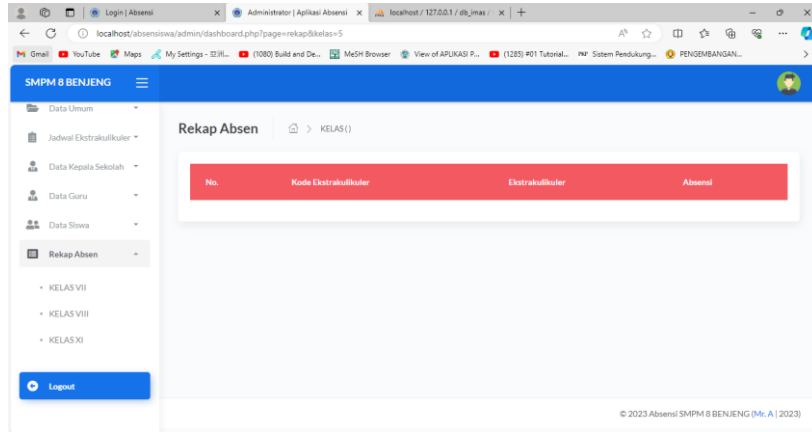 Login | Absensi
Administrator | Aplikasi Absensi
localhost / 127.0.0.1 / db_imas /
localhost/absensiswa/admin/dashboard.php?page=rekap&kelas=5
Gmail
YouTube
Maps
(1080) Build and De...
MeSH Browser
View of APLIKASI P...
(1285) #01 Tutorial...
Sistem Pendukung...
PENGEMBANGAN...
SMPM 8 BENJENG
Data Umum
Jadwal Ekstrakulikuler
Data Kepala Sekolah
Data Guru
Data Siswa
Rekap Absen
KELAS VII
KELAS VIII
KELAS XI
Logout
Rekap Absen
> KELAS ( )
No. Kode Ekstrakulikuler Ekstrakulikuler Absensi
© 2023 Absensi SMPM 8 BENJENG (Mr. A | 2023)